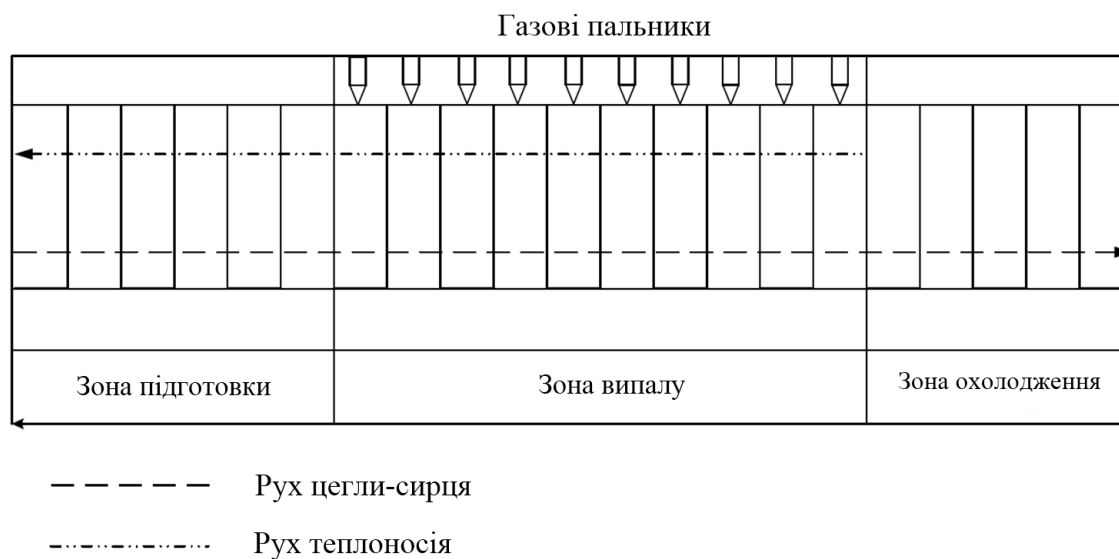 Газові пальники
Зона підготовки
Зона випалу
Зона охолодження
Рух цегли-сирця
Рух теплоносія